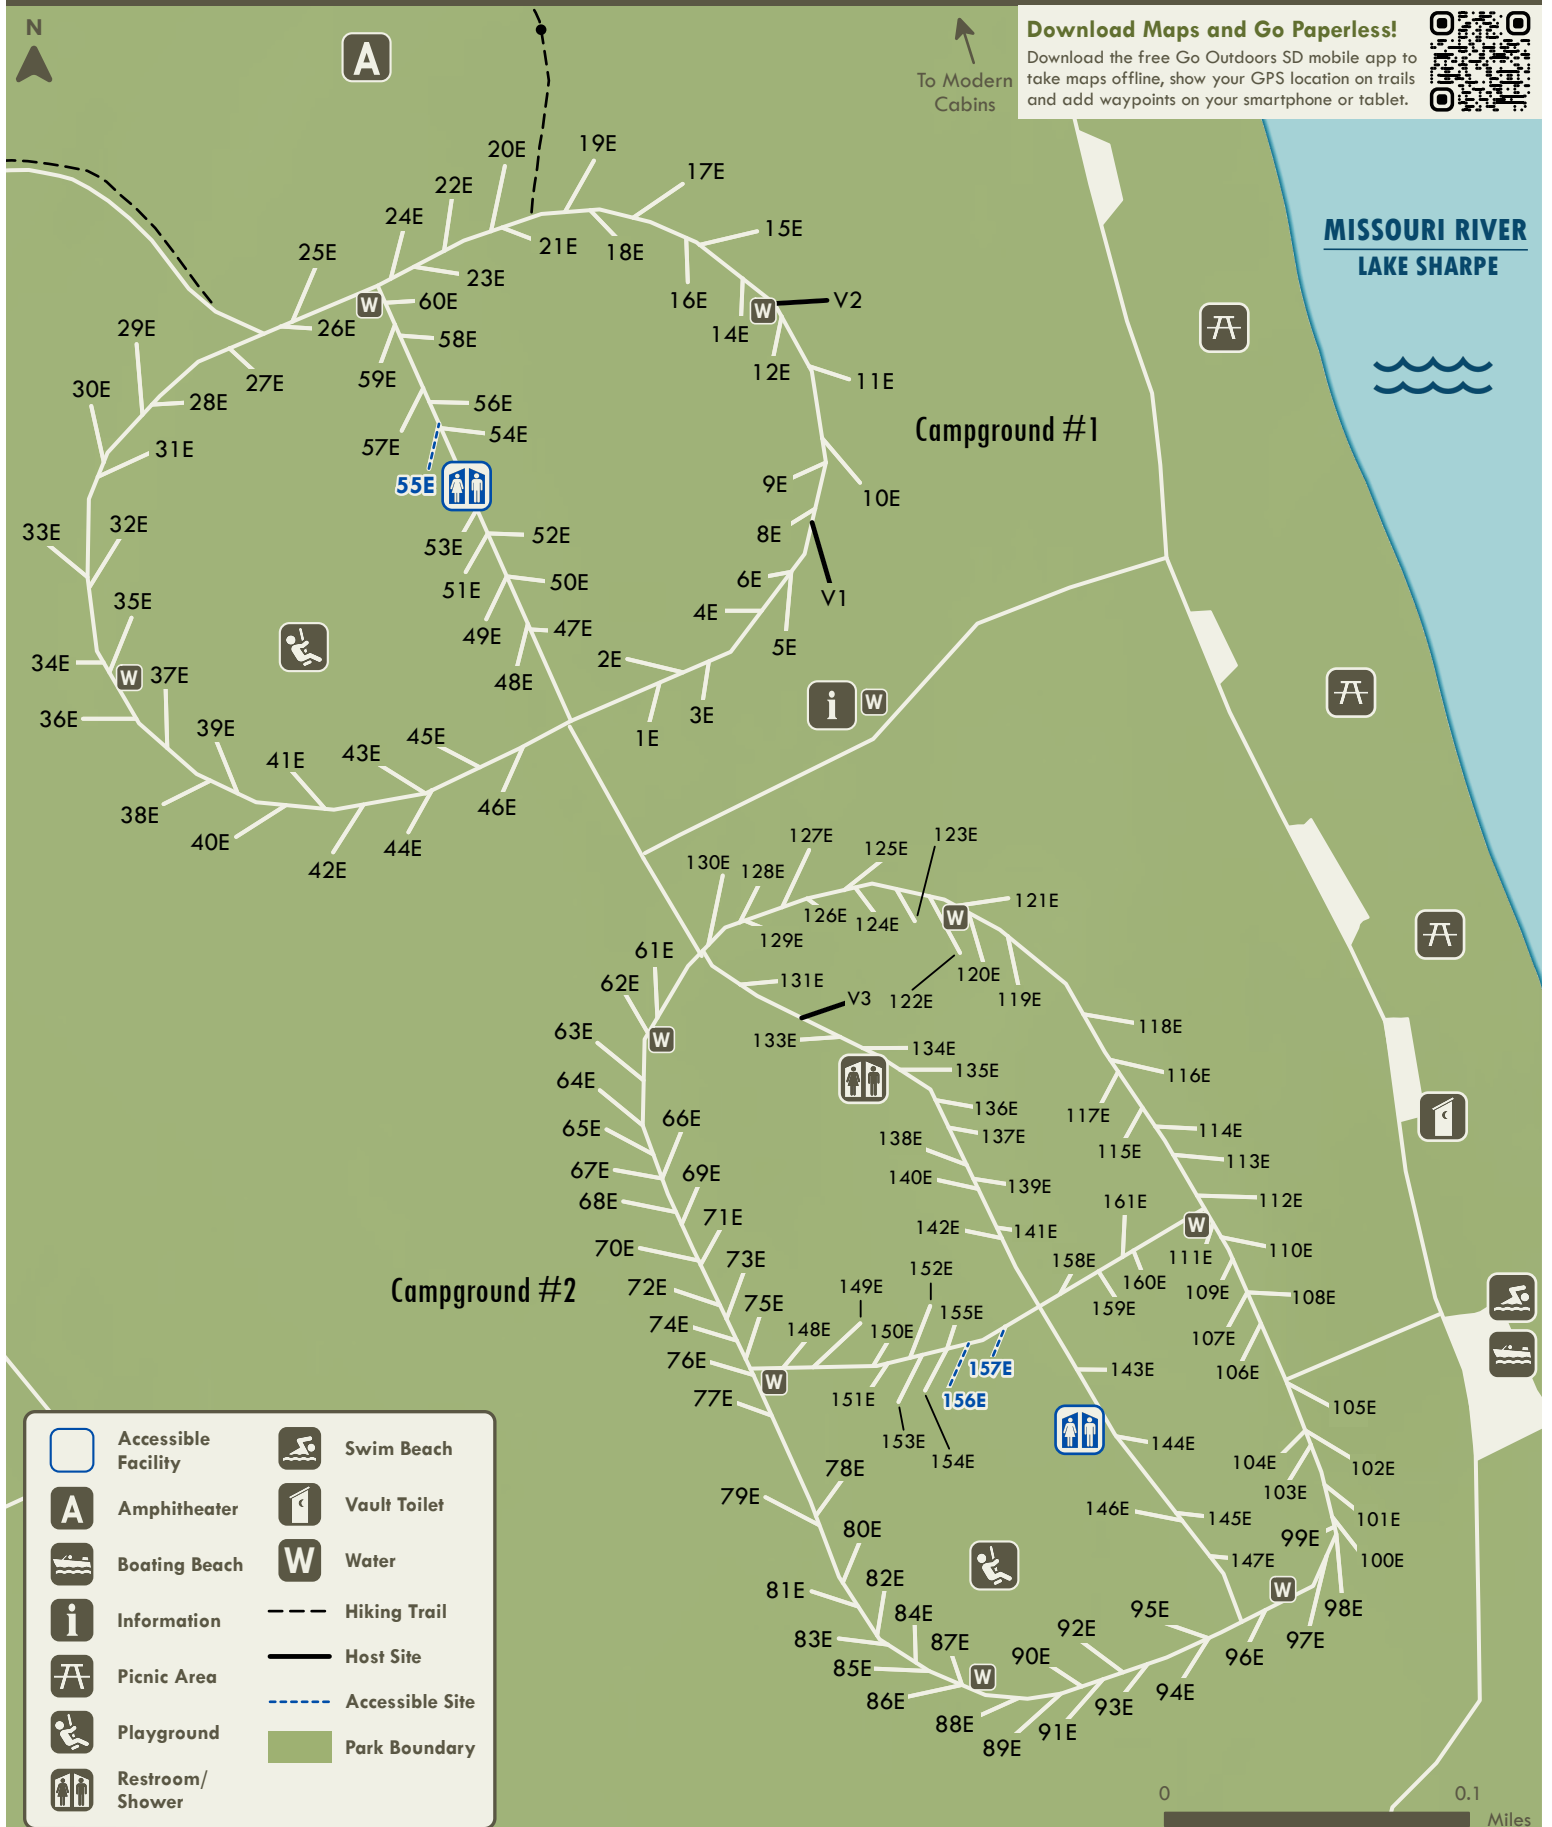 N
A
To Modern
Cabins
Download Maps and Go Paperless!
Download the free Go Outdoors SD mobile app to
take maps offline, show your GPS location on trails
and add waypoints on your smartphone or tablet.
MISSOURI RIVER
LAKE SHARPE
19E
20E
17E
22E
24E
15E
21E
18E
25E
23E
60E
W
16E
V2
W
14E
26E
29E
58E
12E
11E
27E
59E
30E
28E
56E
Campground #1
54E
57E
31E
55E
9E
10E
32E
33E
8E
53E
52E
6E
51E
50E
V1
35E
4E
49E
47E
5E
34E
2E
W
37E
48E
i
W
36E
3E
39E
1E
45E
43E
41E
46E
38E
40E
44E
42E
127E
123E
130E
128E
125E
121E
126E
124E
W
129E
61E
120E
131E
62E
122E
V3
119E
63E
W
133E
118E
134E
135E
64E
116E
136E
117E
66E
65E
138E
137E
114E
115E
67E
69E
140E
113E
139E
68E
161E
112E
71E
142E
141E
W
70E
111E
110E
73E
158E
152E
160E
Campground #2
72E
149E
109E
108E
75E
155E
159E
74E
148E
150E
107E
76E
157E
143E
106E
W
77E
151E
156E
105E
153E
144E
154E
104E
102E
78E
103E
79E
146E
145E
101E
80E
99E
147E
100E
82E
81E
W
84E
95E
98E
92E
83E
87E
97E
90E
96E
85E
W
86E
94E
93E
88E
91E
89E
Accessible
Facility
Swim Beach
A
Amphitheater
Vault Toilet
Boating Beach
W
Water
i
Information
Hiking Trail
Host Site
Picnic Area
Accessible Site
Playground
Park Boundary
Restroom/
Shower
0
0.1
Miles